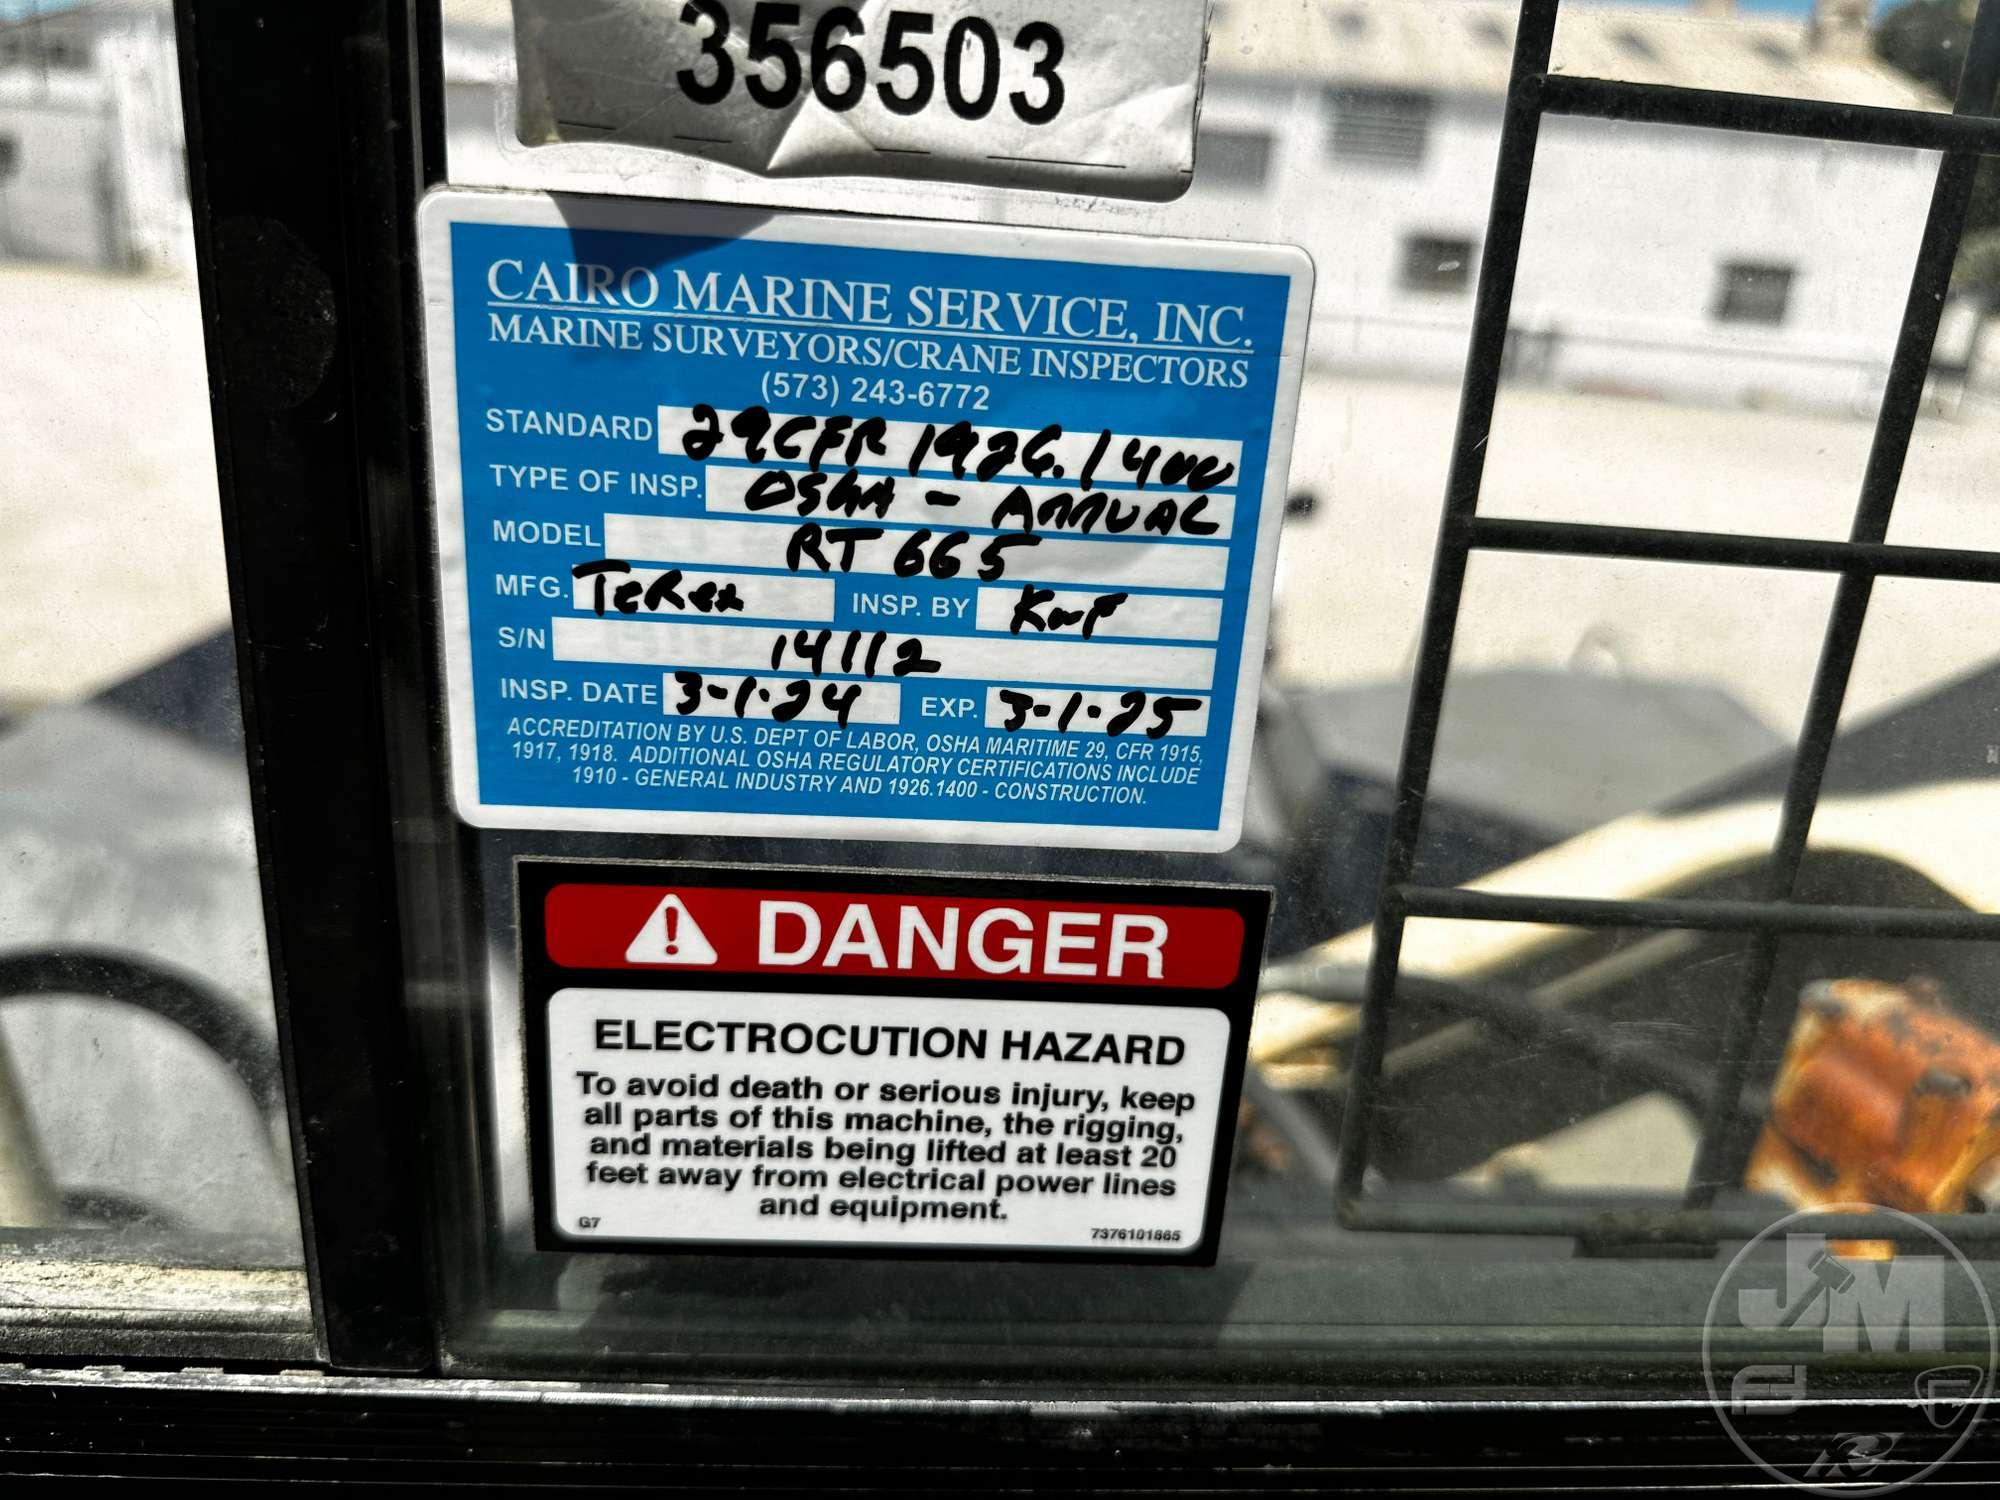 356503
CAIRO MARINE SERVICE, INC.
MARINE SURVEYORS/CRANE INSPECTORS
(573) 243-6772
STANDARD 29CFR 1926.1400
TYPE OF INSP. OSHA - ANNUAL
MODEL RT 665
MFG. TeRex INSP. BY KmF
S/N 14112
INSP. DATE 3-1-24 EXP. 3-1-25
ACCREDITATION BY U.S. DEPT OF LABOR, OSHA MARITIME 29, CFR 1915,
1917, 1918. ADDITIONAL OSHA REGULATORY CERTIFICATIONS INCLUDE
1910 - GENERAL INDUSTRY AND 1926.1400 - CONSTRUCTION.
DANGER
ELECTROCUTION HAZARD
To avoid death or serious injury, keep
all parts of this machine, the rigging,
and materials being lifted at least 20
feet away from electrical power lines
and equipment.
G7 7376101865
JM